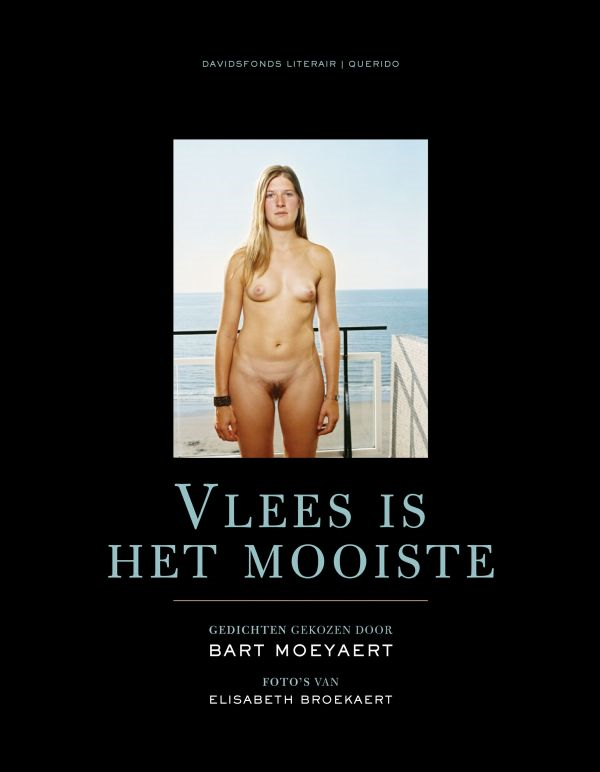 DAVIDSFONDS LITERAIR | QUERIDO
VLEES IS
HET MOOISTE
GEDICHTEN GEKOZEN DOOR
BART MOEYAERT
FOTO'S VAN
ELISABETH BROEKAERT